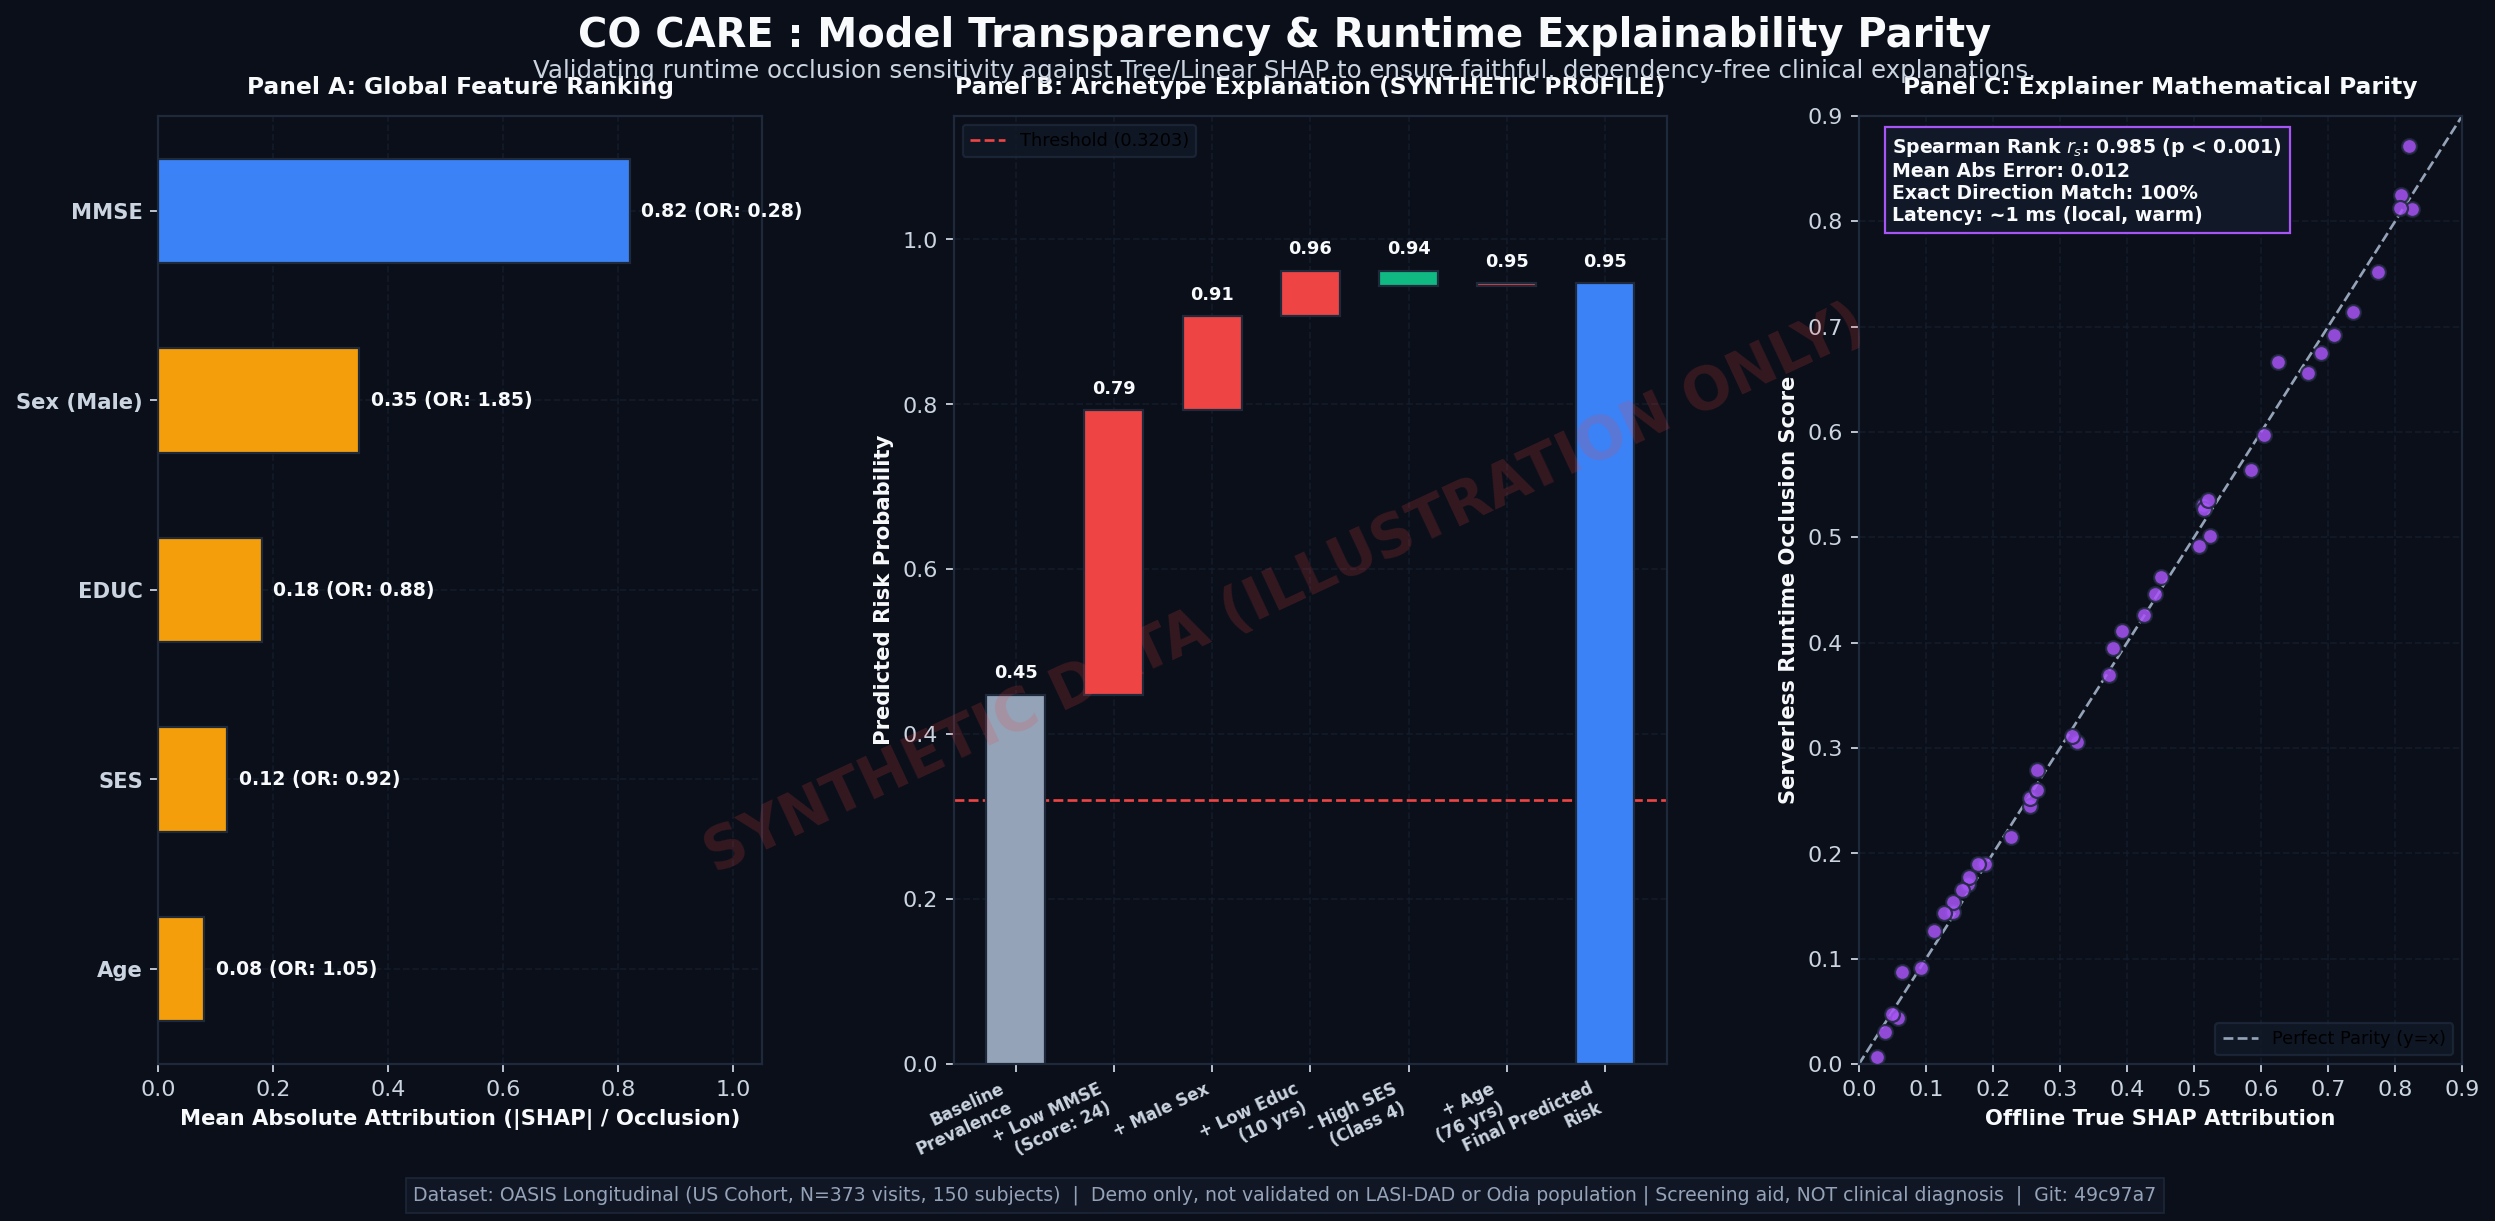 CO CARE : Model Transparency & Runtime Explainability Parity
Validating runtime occlusion sensitivity against Tree/Linear SHAP to ensure faithful, dependency-free clinical explanations.
Panel A: Global Feature Ranking
MMSE
0.82 (OR: 0.28)
Sex (Male)
0.35 (OR: 1.85)
EDUC
0.18 (OR: 0.88)
SES
0.12 (OR: 0.92)
Age
0.08 (OR: 1.05)
0.0 0.2 0.4 0.6 0.8 1.0
Mean Absolute Attribution (|SHAP| / Occlusion)
Panel B: Archetype Explanation (SYNTHETIC PROFILE)
Threshold (0.3203)
Predicted Risk Probability
1.0
0.8
0.6
0.4
0.2
0.0
0.45
0.79
0.91
0.96
0.94
0.95
0.95
Baseline
Prevalence
+ Low MMSE
(Score: 24)
+ Male Sex
+ Low Educ
(10 yrs)
- High SES
(Class 4)
+ Age
(76 yrs)
Final Predicted
Risk
SYNTHETIC DATA (ILLUSTRATION ONLY)
Panel C: Explainer Mathematical Parity
Spearman Rank rs: 0.985 (p < 0.001)
Mean Abs Error: 0.012
Exact Direction Match: 100%
Latency: ~1 ms (local, warm)
Serverless Runtime Occlusion Score
0.9
0.8
0.7
0.6
0.5
0.4
0.3
0.2
0.1
0.0
Perfect Parity (y=x)
0.0 0.1 0.2 0.3 0.4 0.5 0.6 0.7 0.8 0.9
Offline True SHAP Attribution
Dataset: OASIS Longitudinal (US Cohort, N=373 visits, 150 subjects) | Demo only, not validated on LASI-DAD or Odia population | Screening aid, NOT clinical diagnosis | Git: 49c97a7